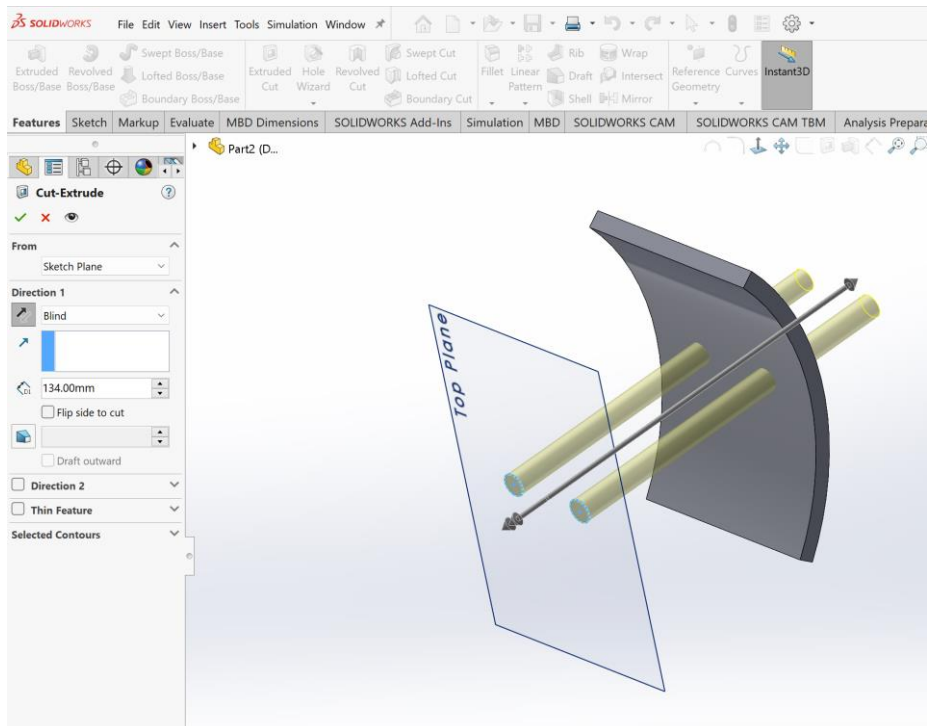 SOLIDWORKS File Edit View Insert Tools Simulation Window
Extruded Boss/Base Revolved Boss/Base Swept Boss/Base Lofted Boss/Base Boundary Boss/Base Extruded Cut Hole Wizard Revolved Cut Swept Cut Lofted Cut Boundary Cut Fillet Linear Pattern Rib Draft Shell Wrap Intersect Mirror Reference Geometry Curves Instant3D
Features Sketch Markup Evaluate MBD Dimensions SOLIDWORKS Add-Ins Simulation MBD SOLIDWORKS CAM SOLIDWORKS CAM TBM Analysis Prepara
Part2 (D...
Cut-Extrude
From
Sketch Plane
Direction 1
Blind
134.00mm
Flip side to cut
Draft outward
Direction 2
Thin Feature
Selected Contours
Top Plane